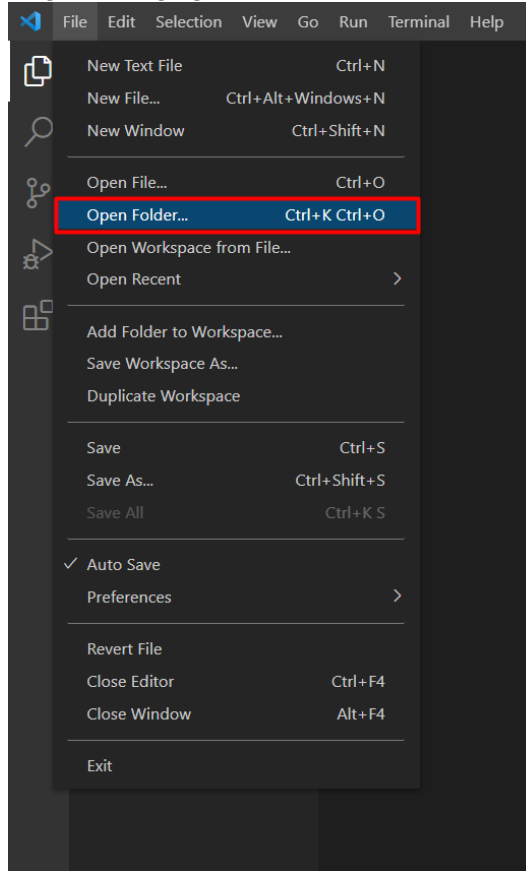 File Edit Selection View Go Run Terminal Help
New Text File Ctrl+N
New File... Ctrl+Alt+Windows+N
New Window Ctrl+Shift+N
Open File... Ctrl+O
Open Folder... Ctrl+K Ctrl+O
Open Workspace from File...
Open Recent
Add Folder to Workspace...
Save Workspace As...
Duplicate Workspace
Save Ctrl+S
Save As... Ctrl+Shift+S
Save All Ctrl+K S
Auto Save
Preferences
Revert File
Close Editor Ctrl+F4
Close Window Alt+F4
Exit